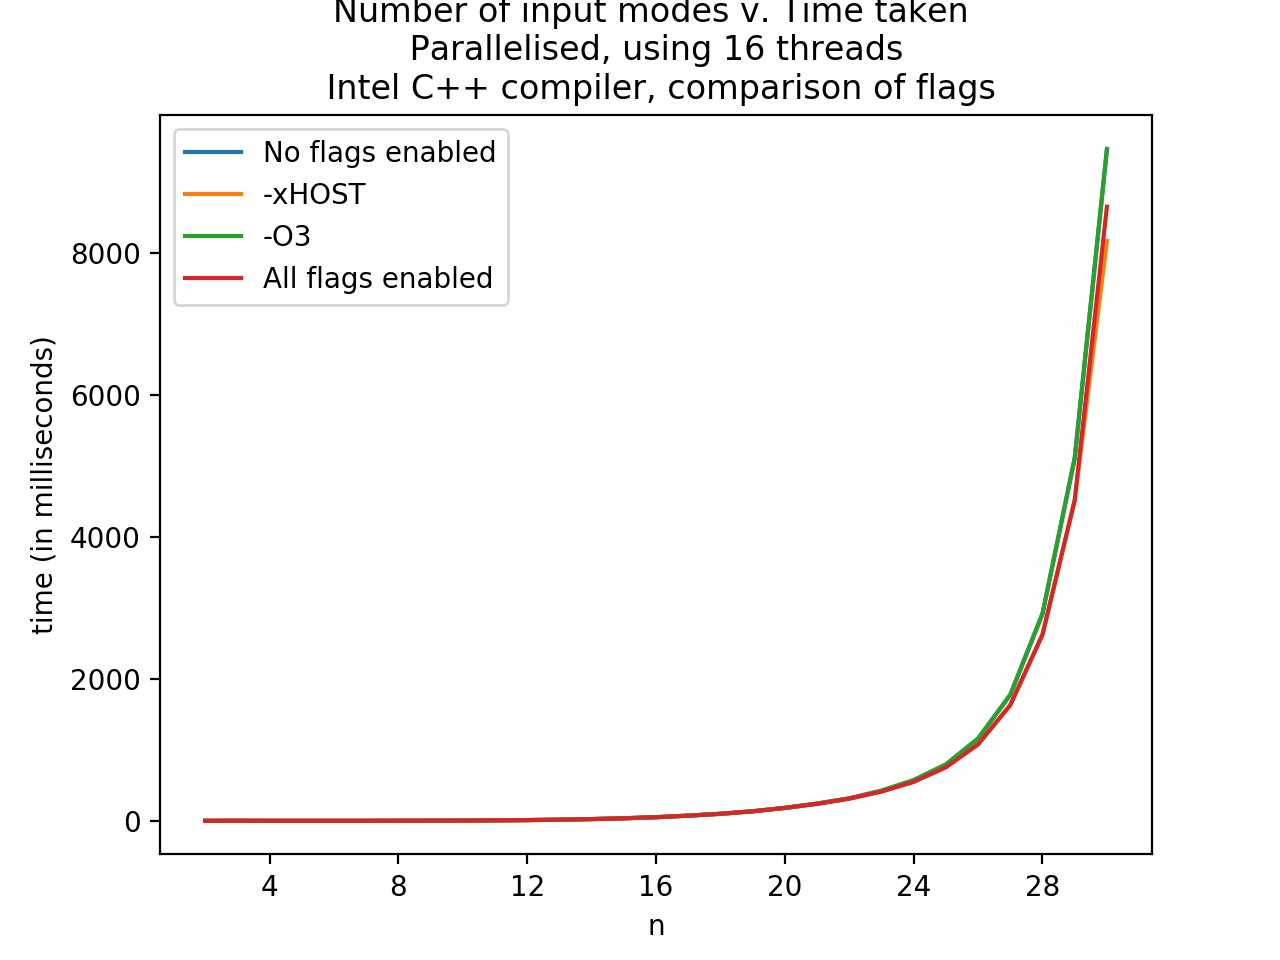 Number of input modes v. Time taken
Parallelised, using 16 threads
Intel C++ compiler, comparison of flags
No flags enabled
-xHOST
-O3
All flags enabled
8000
6000
4000
2000
0
time (in milliseconds)
4 8 12 16 20 24 28
n